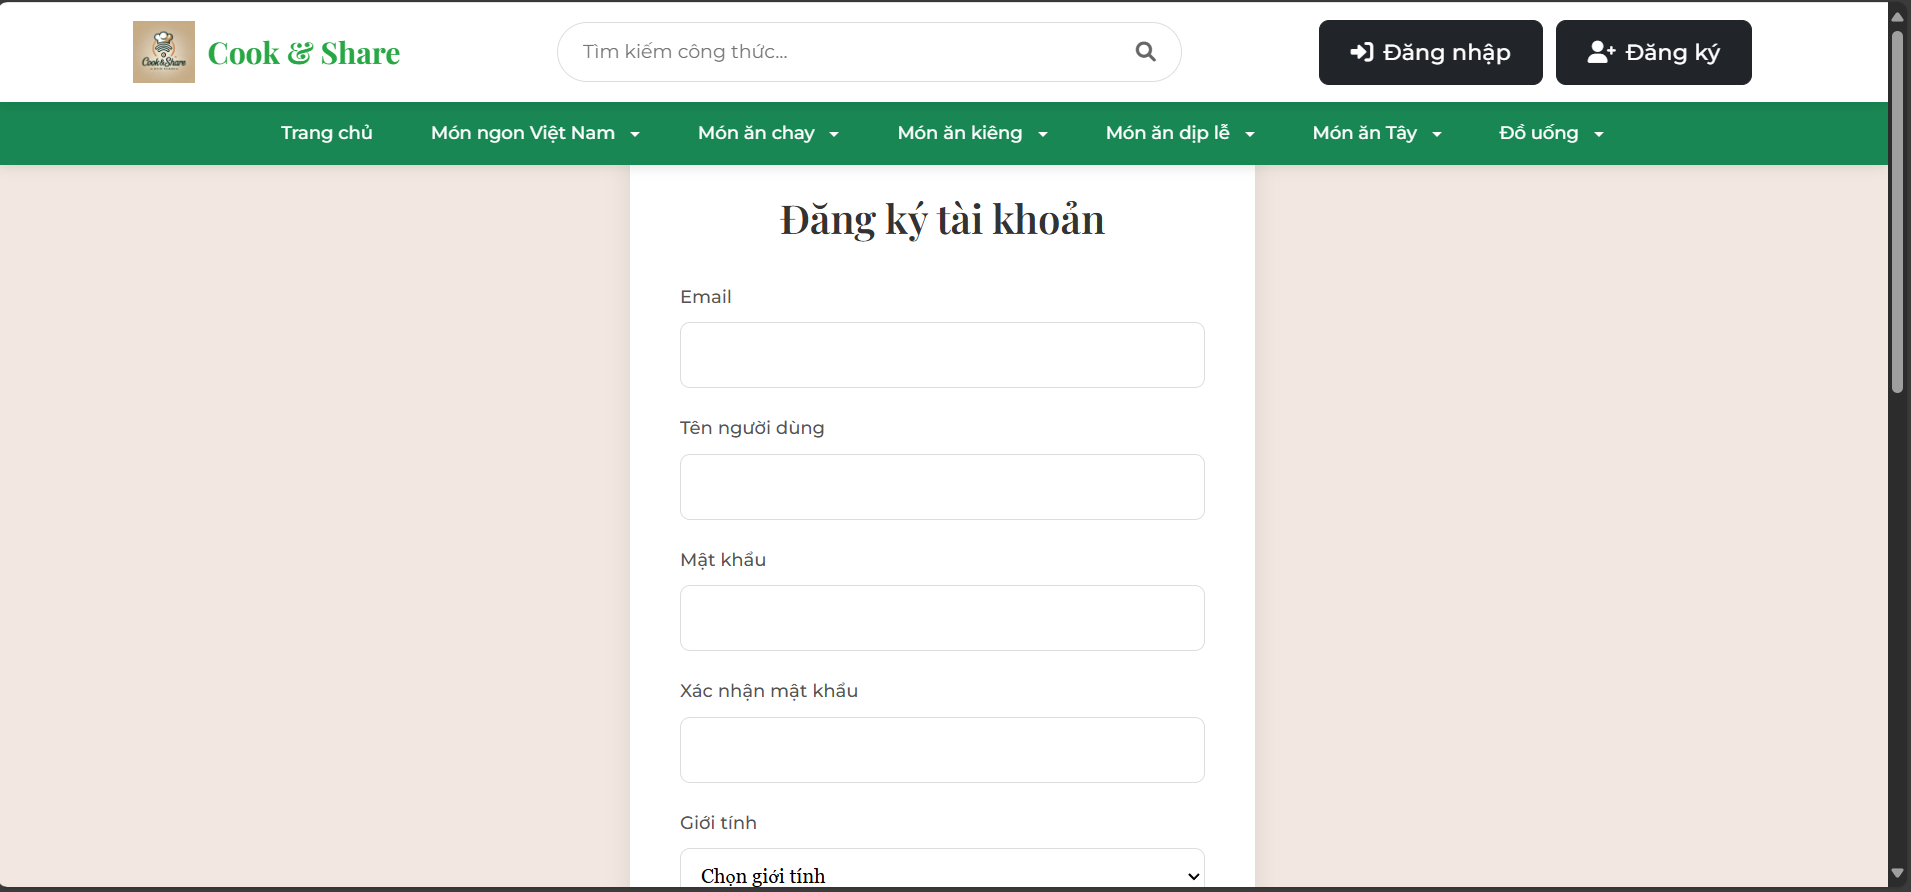 Cook & Share
Cook & Share
Tìm kiếm công thức...
Đăng nhập
Đăng ký
Trang chủ
Món ngon Việt Nam
Món ăn chay
Món ăn kiêng
Món ăn dịp lễ
Món ăn Tây
Đồ uống
Đăng ký tài khoản
Email
Tên người dùng
Mật khẩu
Xác nhận mật khẩu
Giới tính
Chọn giới tính